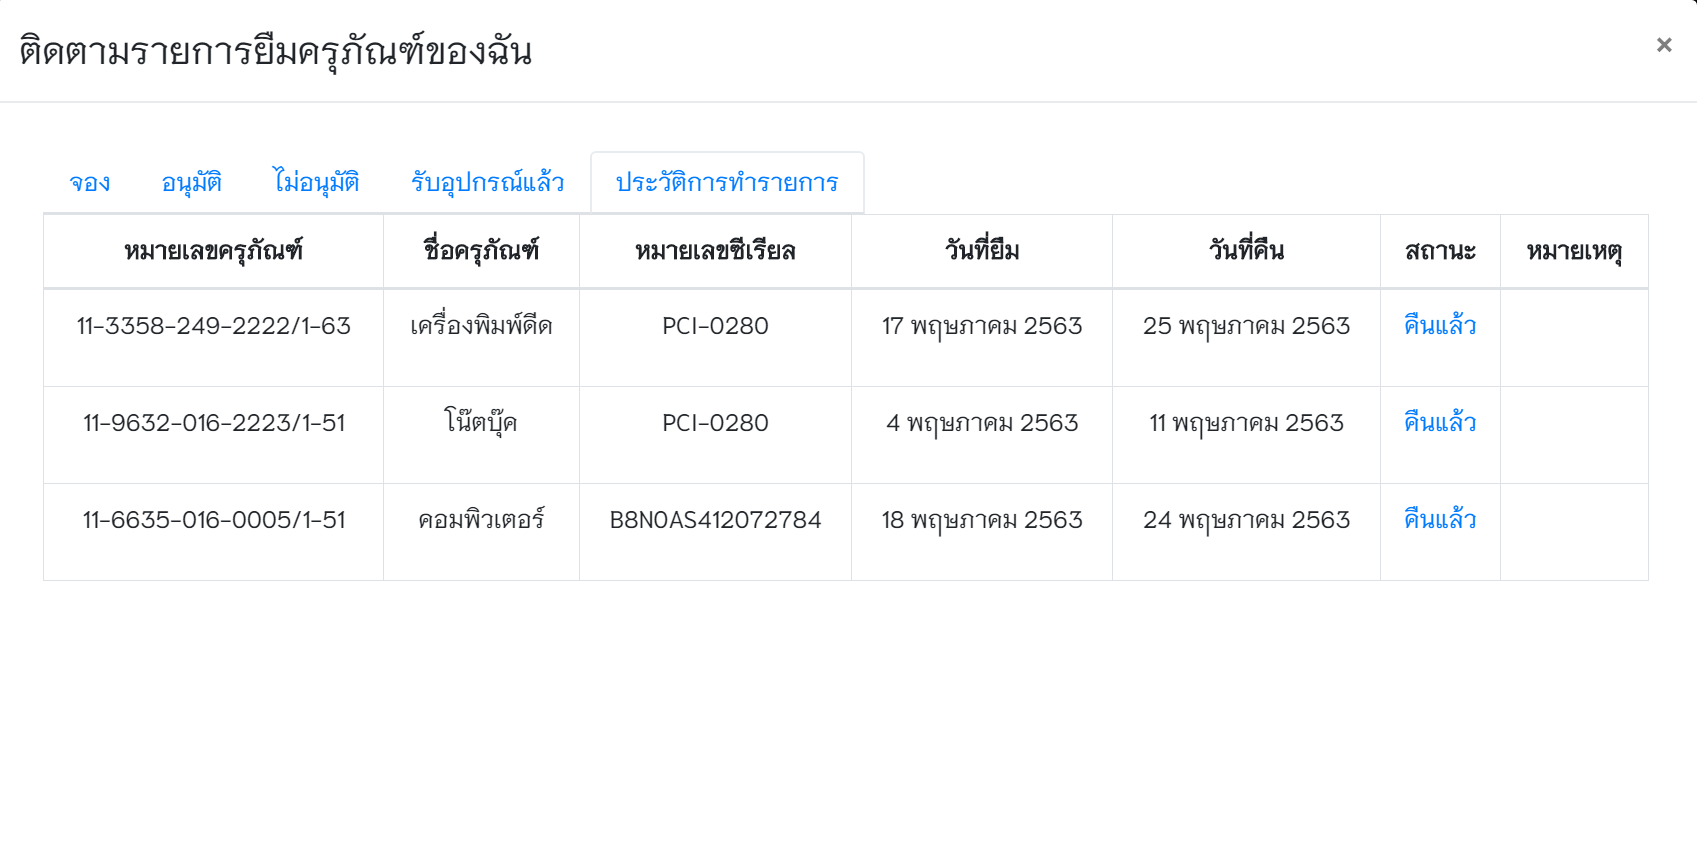 ติดตามรายการยืมครุภัณฑ์ของฉัน ×
จอง อนุมัติ ไม่อนุมัติ รับอุปกรณ์แล้ว ประวัติการทำรายการ
หมายเลขครุภัณฑ์ ชื่อครุภัณฑ์ หมายเลขซีเรียล วันที่ยืม วันที่คืน สถานะ หมายเหตุ
11-3358-249-2222/1-63 เครื่องพิมพ์ดีด PCI-0280 17 พฤษภาคม 2563 25 พฤษภาคม 2563 คืนแล้ว
11-9632-016-2223/1-51 โน๊ตบุ๊ค PCI-0280 4 พฤษภาคม 2563 11 พฤษภาคม 2563 คืนแล้ว
11-6635-016-0005/1-51 คอมพิวเตอร์ B8N0AS412072784 18 พฤษภาคม 2563 24 พฤษภาคม 2563 คืนแล้ว